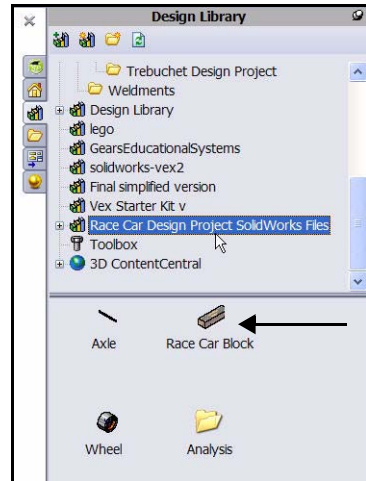 Design Library
Trebuchet Design Project
Weldments
Design Library
lego
GearsEducationalSystems
solidworks-vex2
Final simplified version
Vex Starter Kit v
Race Car Design Project SolidWorks Files
Toolbox
3D ContentCentral
Axle Race Car Block
Wheel Analysis